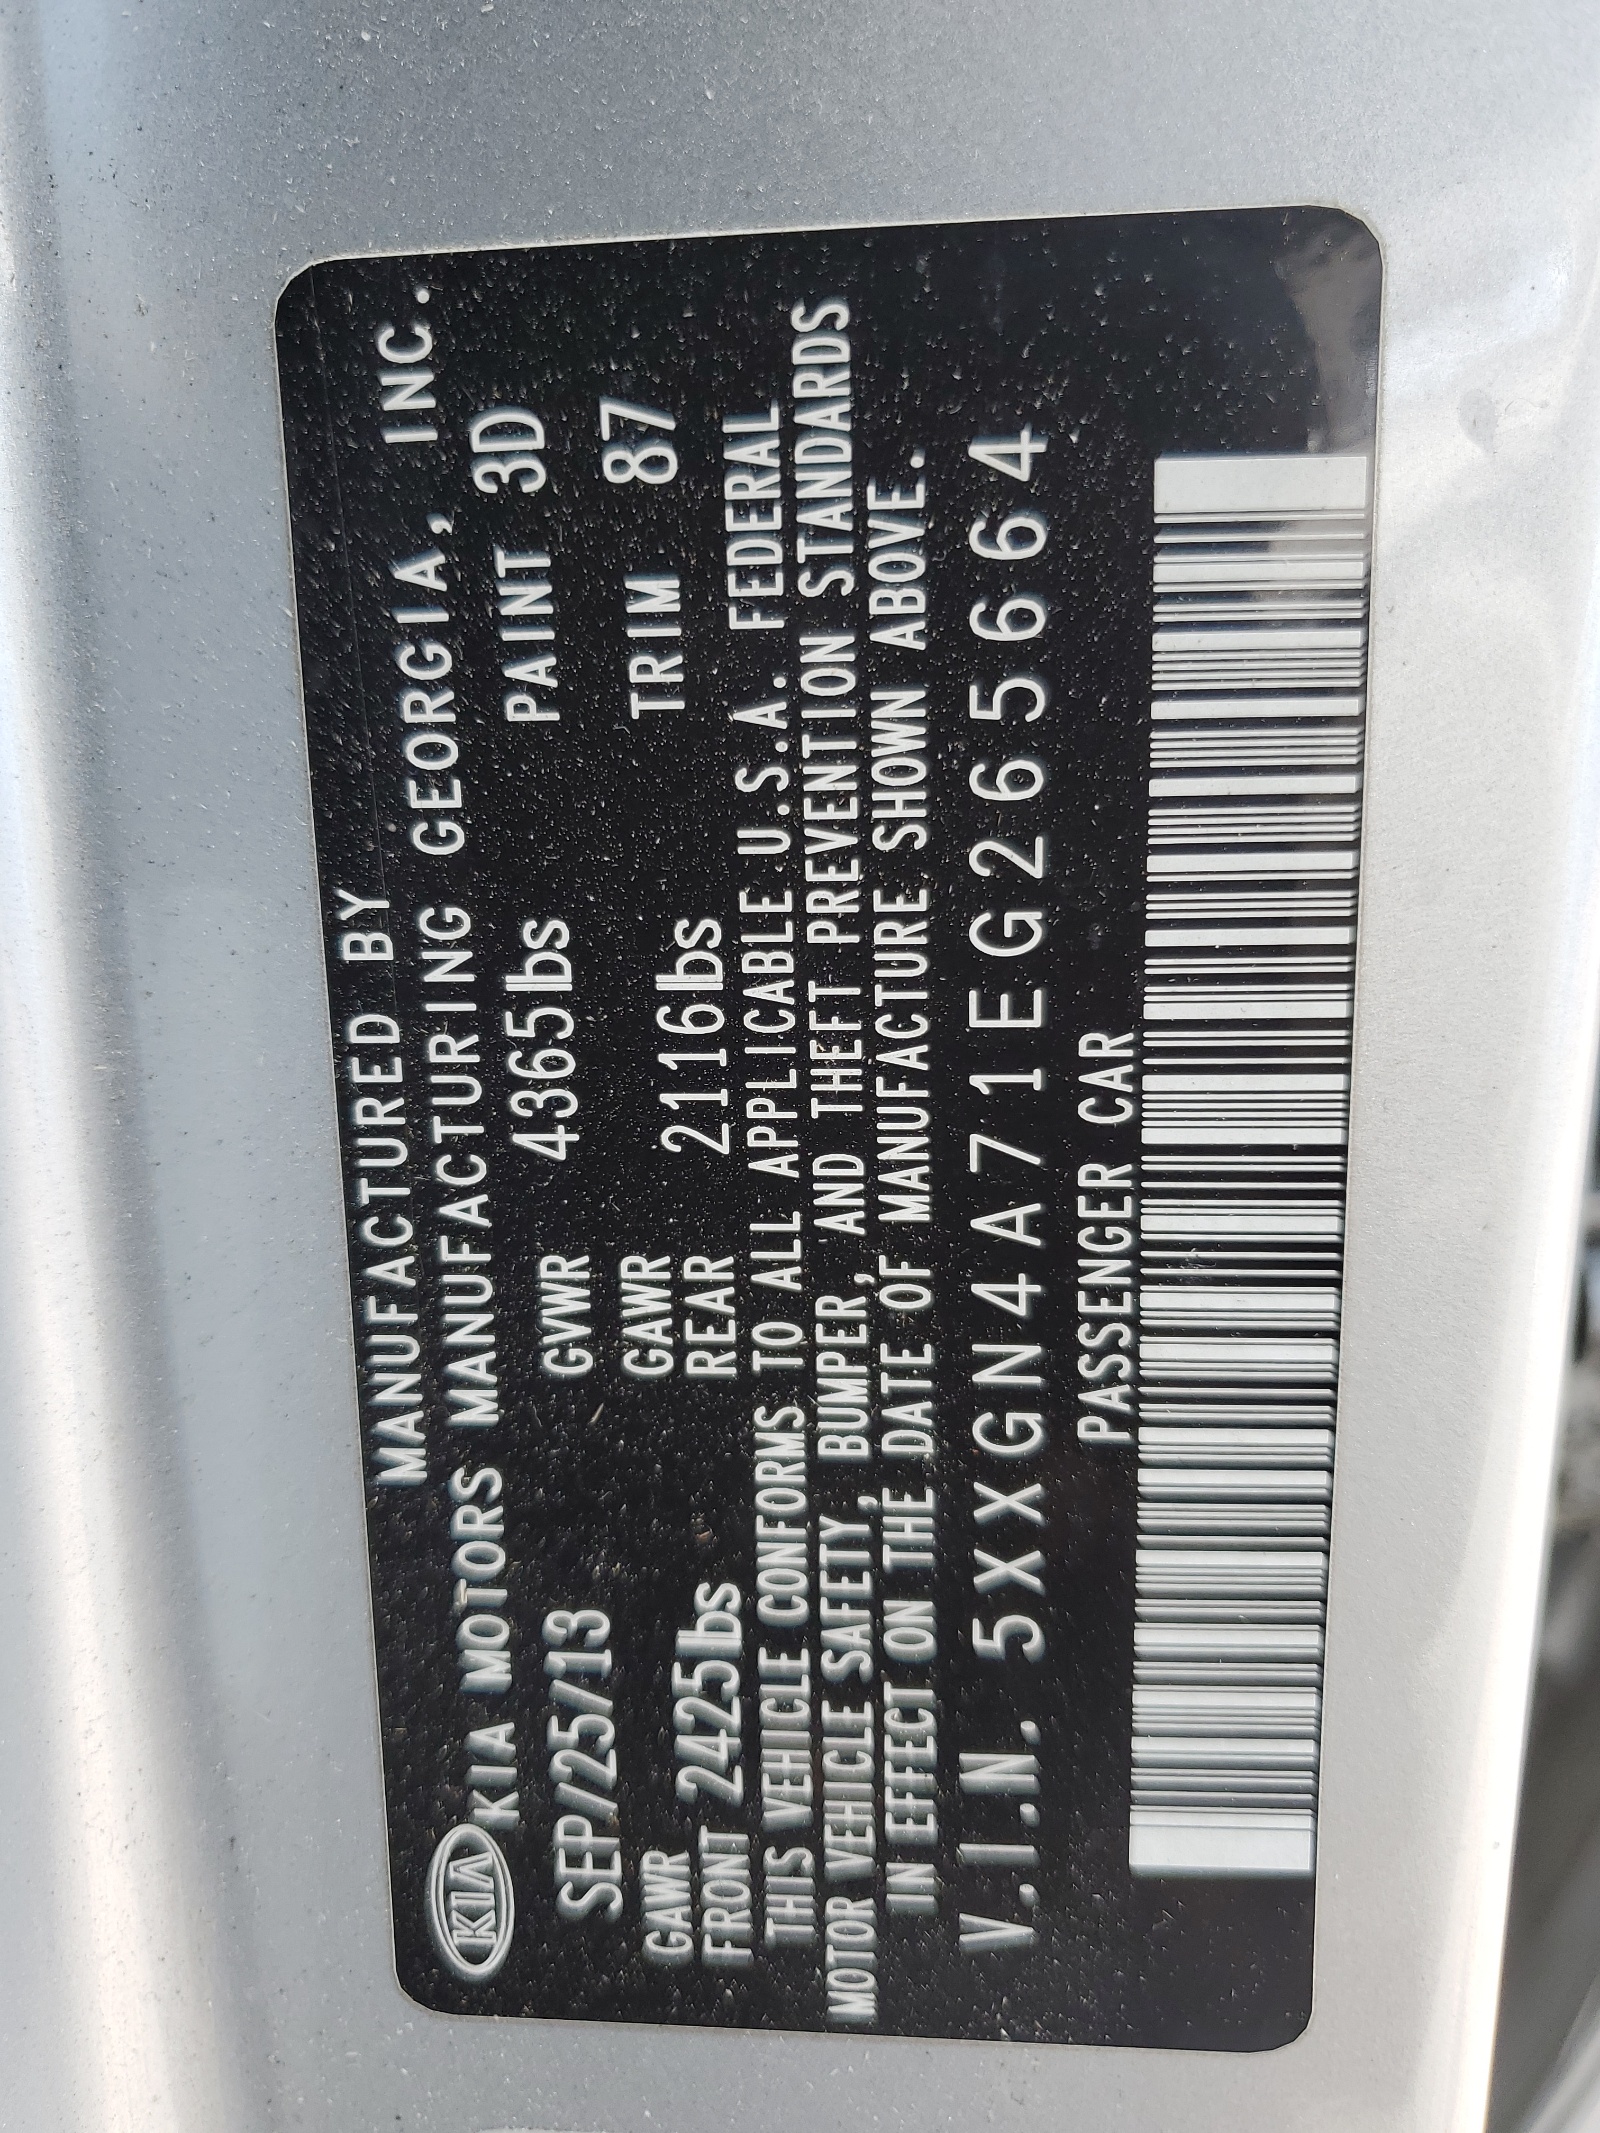 MANUFACTURED BY
KIA KIA MOTORS MANUFACTURING GEORGIA, INC.
SEP/25/13 GVWR 4365lbs PAINT 3D
GAWR FRONT 2425lbs GAWR REAR 2116lbs TRIM 87
THIS VEHICLE CONFORMS TO ALL APPLICABLE U.S.A. FEDERAL
MOTOR VEHICLE SAFETY, BUMPER, AND THEFT PREVENTION STANDARDS
IN EFFECT ON THE DATE OF MANUFACTURE SHOWN ABOVE.
V.I.N. 5XXGN4A71EG265664
PASSENGER CAR